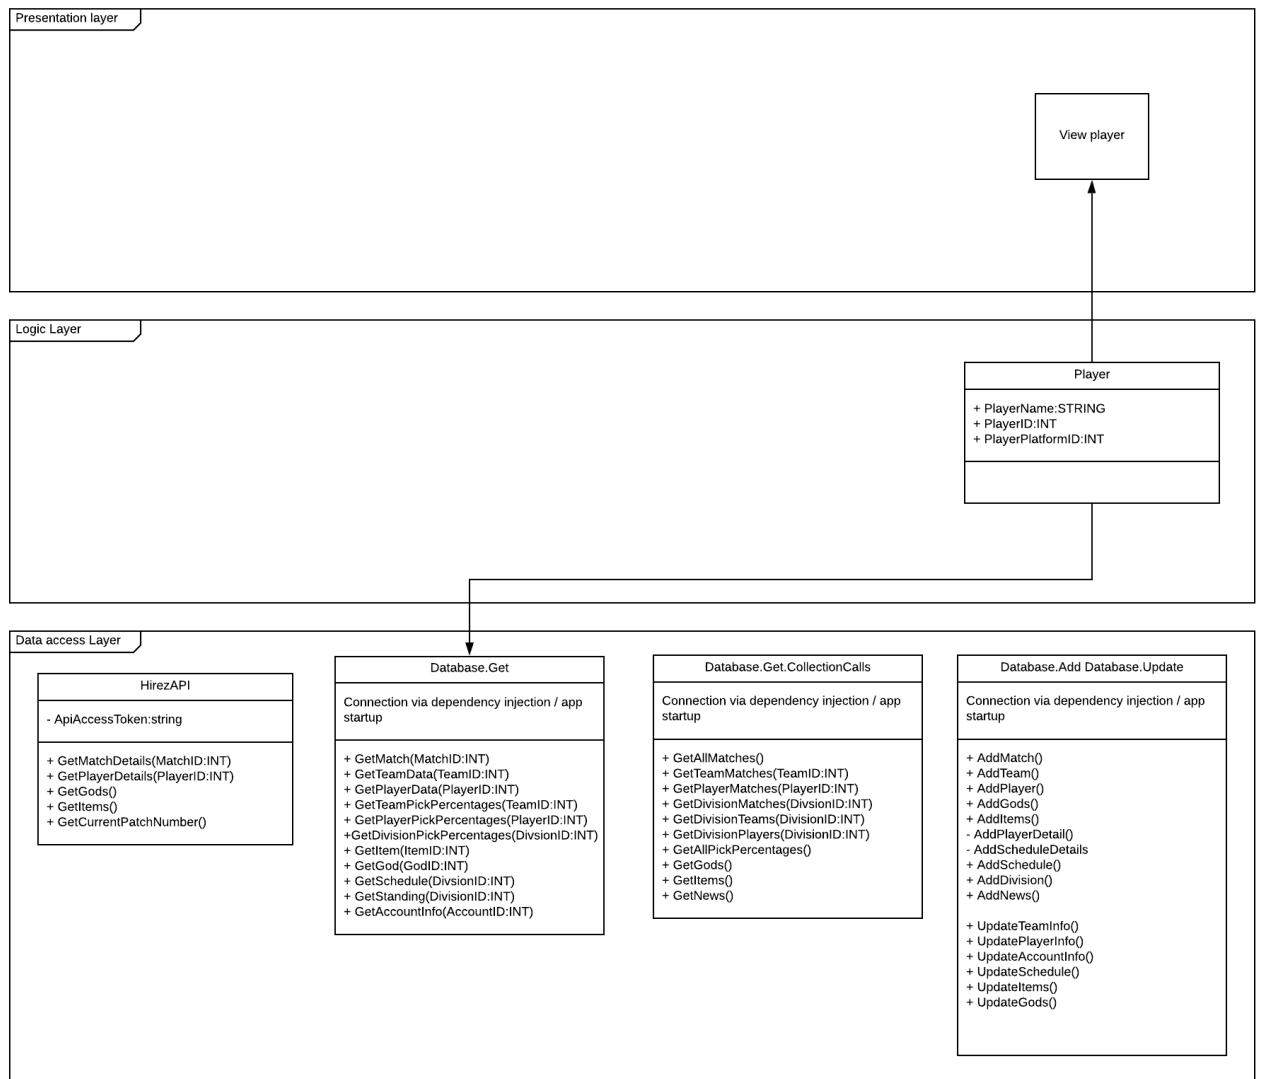 Presentation layer
View player
Logic Layer
Player
+ PlayerName:STRING
+ PlayerID:INT
+ PlayerPlatformID:INT
Data access Layer
HirezAPI
- ApiAccessToken:string
+ GetMatchDetails(MatchID:INT)
+ GetPlayerDetails(PlayerID:INT)
+ GetGods()
+ GetItems()
+ GetCurrentPatchNumber()
Database.Get
Connection via dependency injection / app
startup
+ GetMatch(MatchID:INT)
+ GetTeamData(TeamID:INT)
+ GetPlayerData(PlayerID:INT)
+ GetTeamPickPercentages(TeamID:INT)
+ GetPlayerPickPercentages(PlayerID:INT)
+GetDivisionPickPercentages(DivsionID:INT)
+ GetItem(ItemID:INT)
+ GetGod(GodID:INT)
+ GetSchedule(DivsionID:INT)
+ GetStanding(DivisionID:INT)
+ GetAccountInfo(AccountID:INT)
Database.Get.CollectionCalls
Connection via dependency injection / app
startup
+ GetAllMatches()
+ GetTeamMatches(TeamID:INT)
+ GetPlayerMatches(PlayerID:INT)
+ GetDivisionMatches(DivsionID:INT)
+ GetDivisionTeams(DivisionID:INT)
+ GetDivisionPlayers(DivisionID:INT)
+ GetAllPickPercentages()
+ GetGods()
+ GetItems()
+ GetNews()
Database.Add Database.Update
Connection via dependency injection / app
startup
+ AddMatch()
+ AddTeam()
+ AddPlayer()
+ AddGods()
+ AddItems()
- AddPlayerDetail()
- AddScheduleDetails
+ AddSchedule()
+ AddDivision()
+ AddNews()
+ UpdateTeamInfo()
+ UpdatePlayerInfo()
+ UpdateAccountInfo()
+ UpdateSchedule()
+ UpdateItems()
+ UpdateGods()